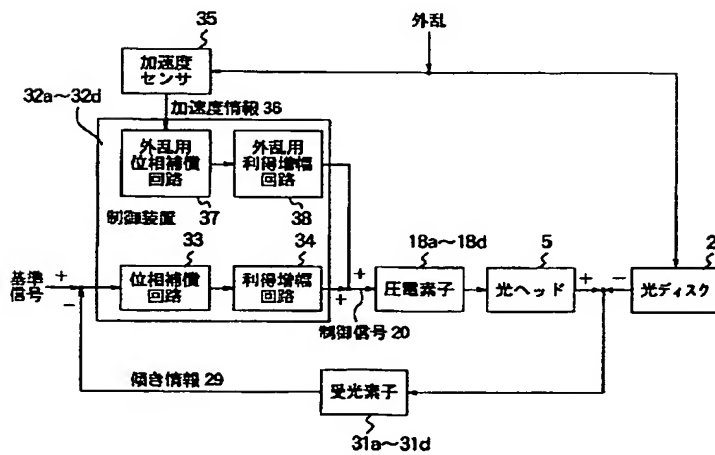 35
外乱
加速度
センサ
32a~32d
加速度情報 36
外乱用
位相補償
回路
外乱用
利得増幅
回路
制御装置
37
38
33
34
18a~18d
5
2
基準
信号
+
−
位相補償
回路
利得増幅
回路
+
+
圧電素子
光ヘッド
+
−
光ディスク
制御信号 20
傾き情報 29
受光素子
31a~31d